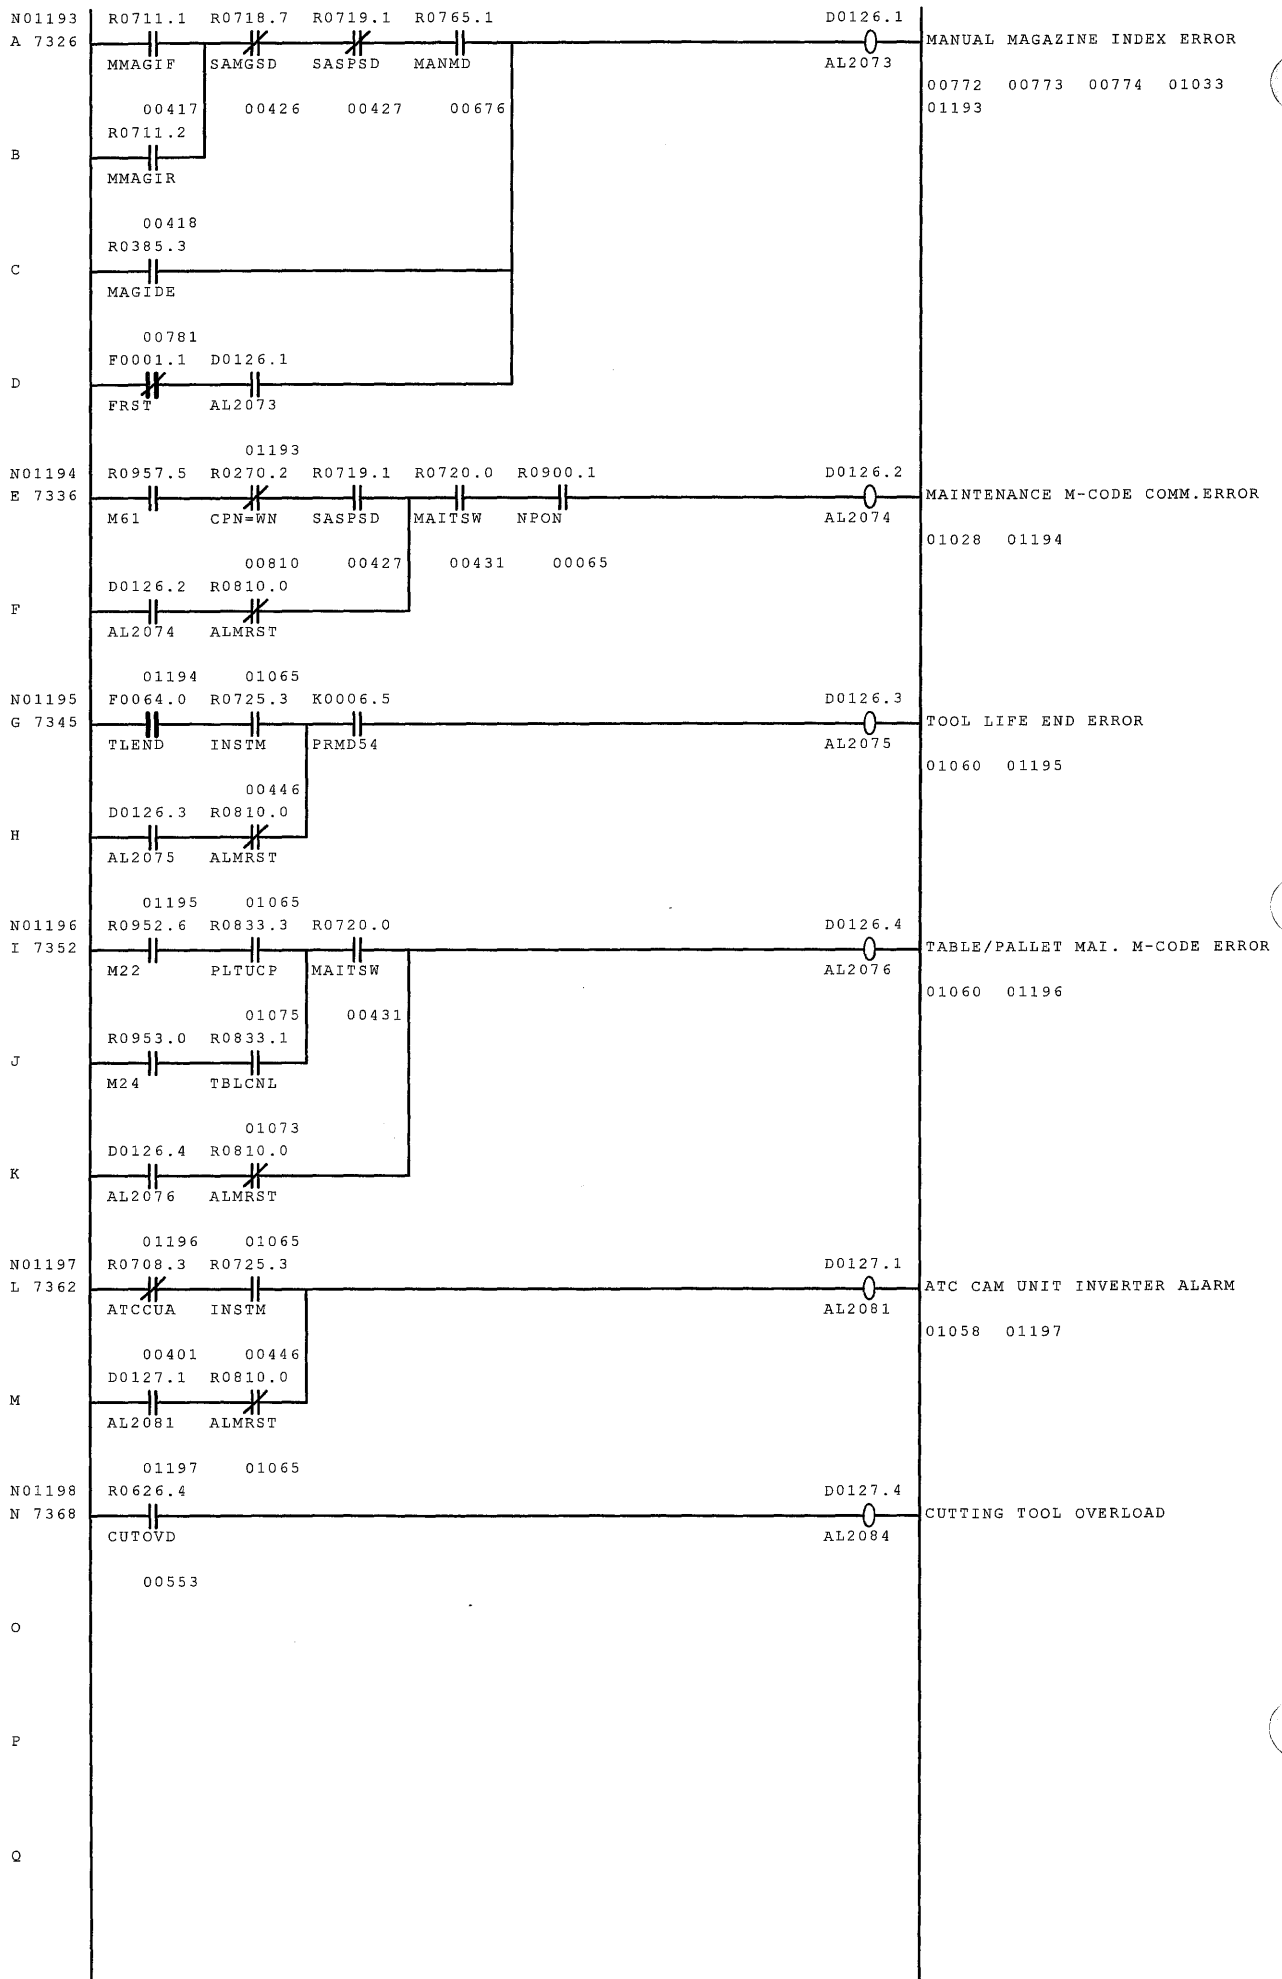 N01193 R0711.1 R0718.7 R0719.1 R0765.1 D0126.1
A 7326 MANUAL MAGAZINE INDEX ERROR
MMAGIF SAMGSD SASPSD MANMD AL2073
00772 00773 00774 01033
00417 00426 00427 00676 01193
R0711.2
B
MMAGIR
00418
R0385.3
C
MAGIDE
00781
F0001.1 D0126.1
D
FRST AL2073
01193
N01194 R0957.5 R0270.2 R0719.1 R0720.0 R0900.1 D0126.2
E 7336 MAINTENANCE M-CODE COMM.ERROR
M61 CPN=WN SASPSD MAITSW NPON AL2074
01028 01194
00810 00427 00431 00065
D0126.2 R0810.0
F
AL2074 ALMRST
01194 01065
N01195 F0064.0 R0725.3 K0006.5 D0126.3
G 7345 TOOL LIFE END ERROR
TLEND INSTM PRMD54 AL2075
01060 01195
00446
D0126.3 R0810.0
H
AL2075 ALMRST
01195 01065
N01196 R0952.6 R0833.3 R0720.0 D0126.4
I 7352 TABLE/PALLET MAI. M-CODE ERROR
M22 PLTUCP MAITSW AL2076
01060 01196
01075 00431
R0953.0 R0833.1
J
M24 TBLCNL
01073
D0126.4 R0810.0
K
AL2076 ALMRST
01196 01065
N01197 R0708.3 R0725.3 D0127.1
L 7362 ATC CAM UNIT INVERTER ALARM
ATCCUA INSTM AL2081
01058 01197
00401 00446
D0127.1 R0810.0
M
AL2081 ALMRST
01197 01065
N01198 R0626.4 D0127.4
N 7368 CUTTING TOOL OVERLOAD
CUTOVD AL2084
00553
O
P
Q